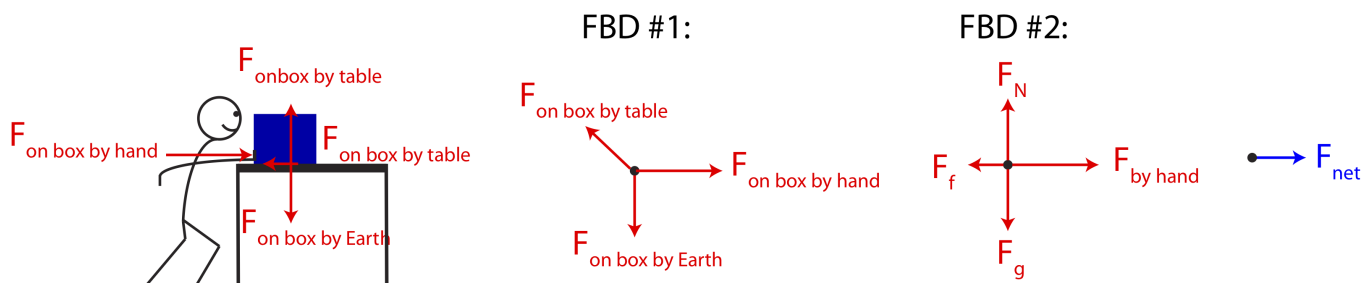 F onbox by table
F on box by hand
F on box by table
F on box by Earth
FBD #1:
F on box by table
F on box by hand
F on box by Earth
FBD #2:
F N
F f
F by hand
F g
F net